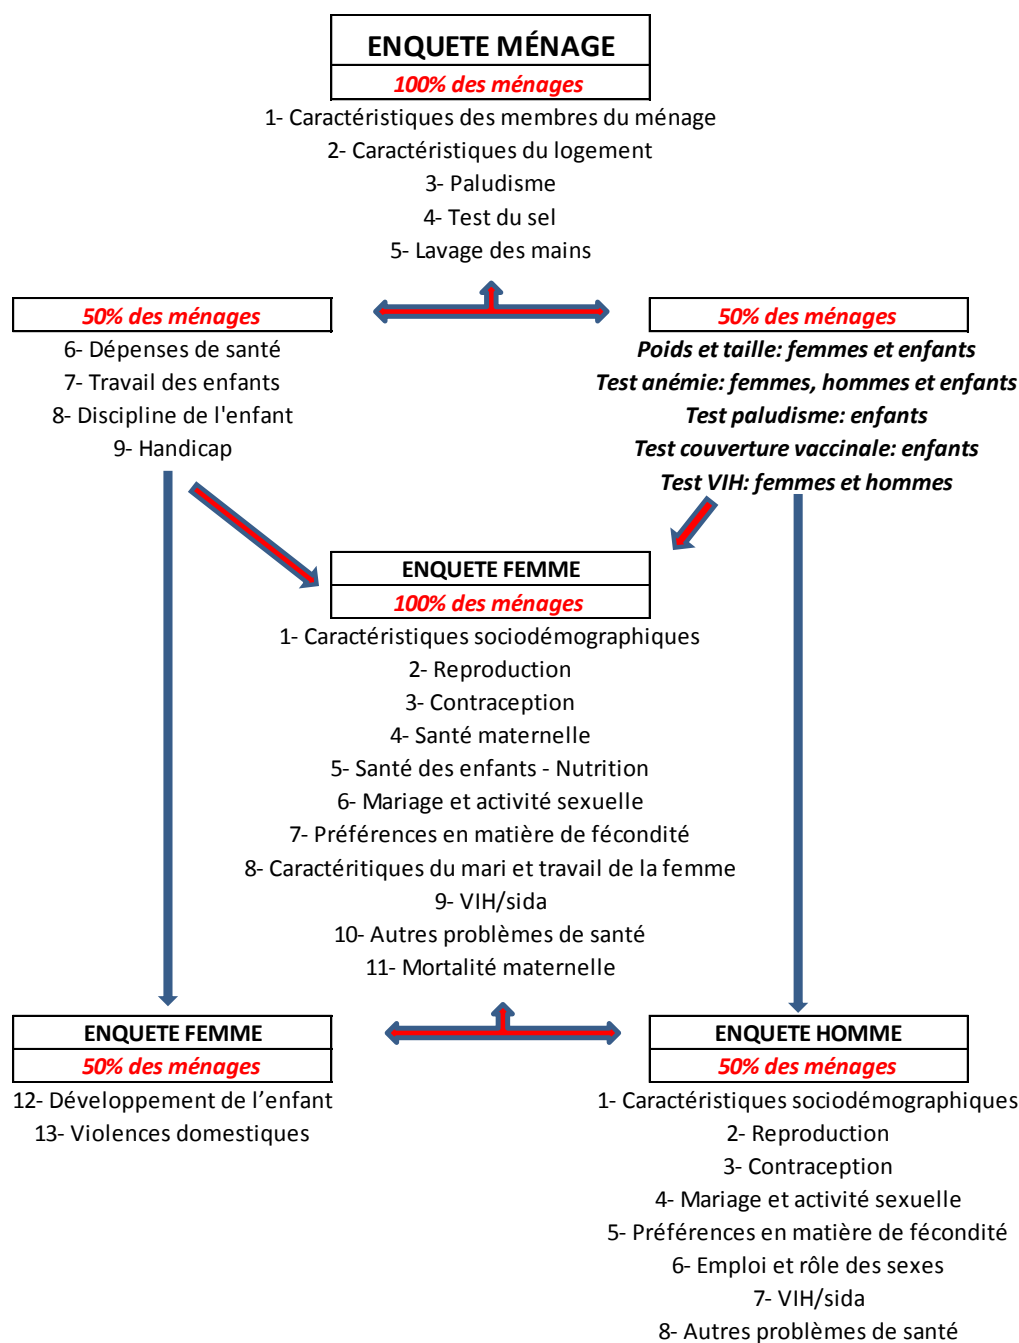 ENQUETE MÉNAGE
100% des ménages
1- Caractéristiques des membres du ménage
2- Caractéristiques du logement
3- Paludisme
4- Test du sel
5- Lavage des mains
50% des ménages
6- Dépenses de santé
7- Travail des enfants
8- Discipline de l'enfant
9- Handicap
50% des ménages
Poids et taille: femmes et enfants
Test anémie: femmes, hommes et enfants
Test paludisme: enfants
Test couverture vaccinale: enfants
Test VIH: femmes et hommes
ENQUETE FEMME
100% des ménages
1- Caractéristiques sociodémographiques
2- Reproduction
3- Contraception
4- Santé maternelle
5- Santé des enfants - Nutrition
6- Mariage et activité sexuelle
7- Préférences en matière de fécondité
8- Caractéritiques du mari et travail de la femme
9- VIH/sida
10- Autres problèmes de santé
11- Mortalité maternelle
ENQUETE FEMME
50% des ménages
12- Développement de l’enfant
13- Violences domestiques
ENQUETE HOMME
50% des ménages
1- Caractéristiques sociodémographiques
2- Reproduction
3- Contraception
4- Mariage et activité sexuelle
5- Préférences en matière de fécondité
6- Emploi et rôle des sexes
7- VIH/sida
8- Autres problèmes de santé